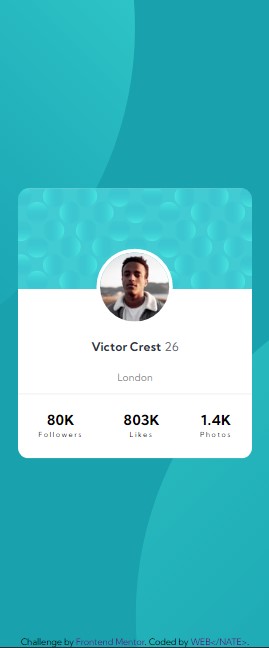 Victor Crest 26
London
80K 803K 1.4K
Followers Likes Photos
Challenge by Frontend Mentor. Coded by WEB</NATE>.